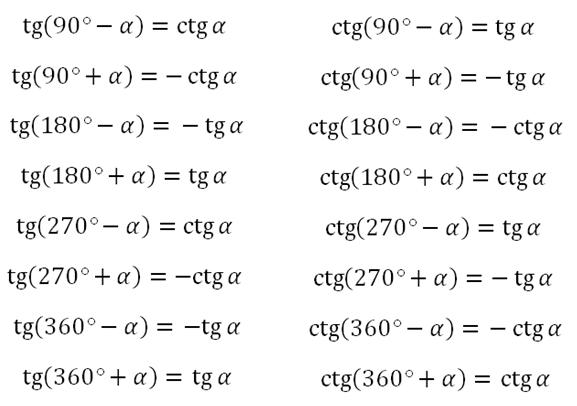 tg(90° − α) = ctg α ctg(90° − α) = tg α
tg(90° + α) = − ctg α ctg(90° + α) = − tg α
tg(180° − α) = − tg α ctg(180° − α) = − ctg α
tg(180° + α) = tg α ctg(180° + α) = ctg α
tg(270° − α) = ctg α ctg(270° − α) = tg α
tg(270° + α) = −ctg α ctg(270° + α) = − tg α
tg(360° − α) = −tg α ctg(360° − α) = − ctg α
tg(360° + α) = tg α ctg(360° + α) = ctg α